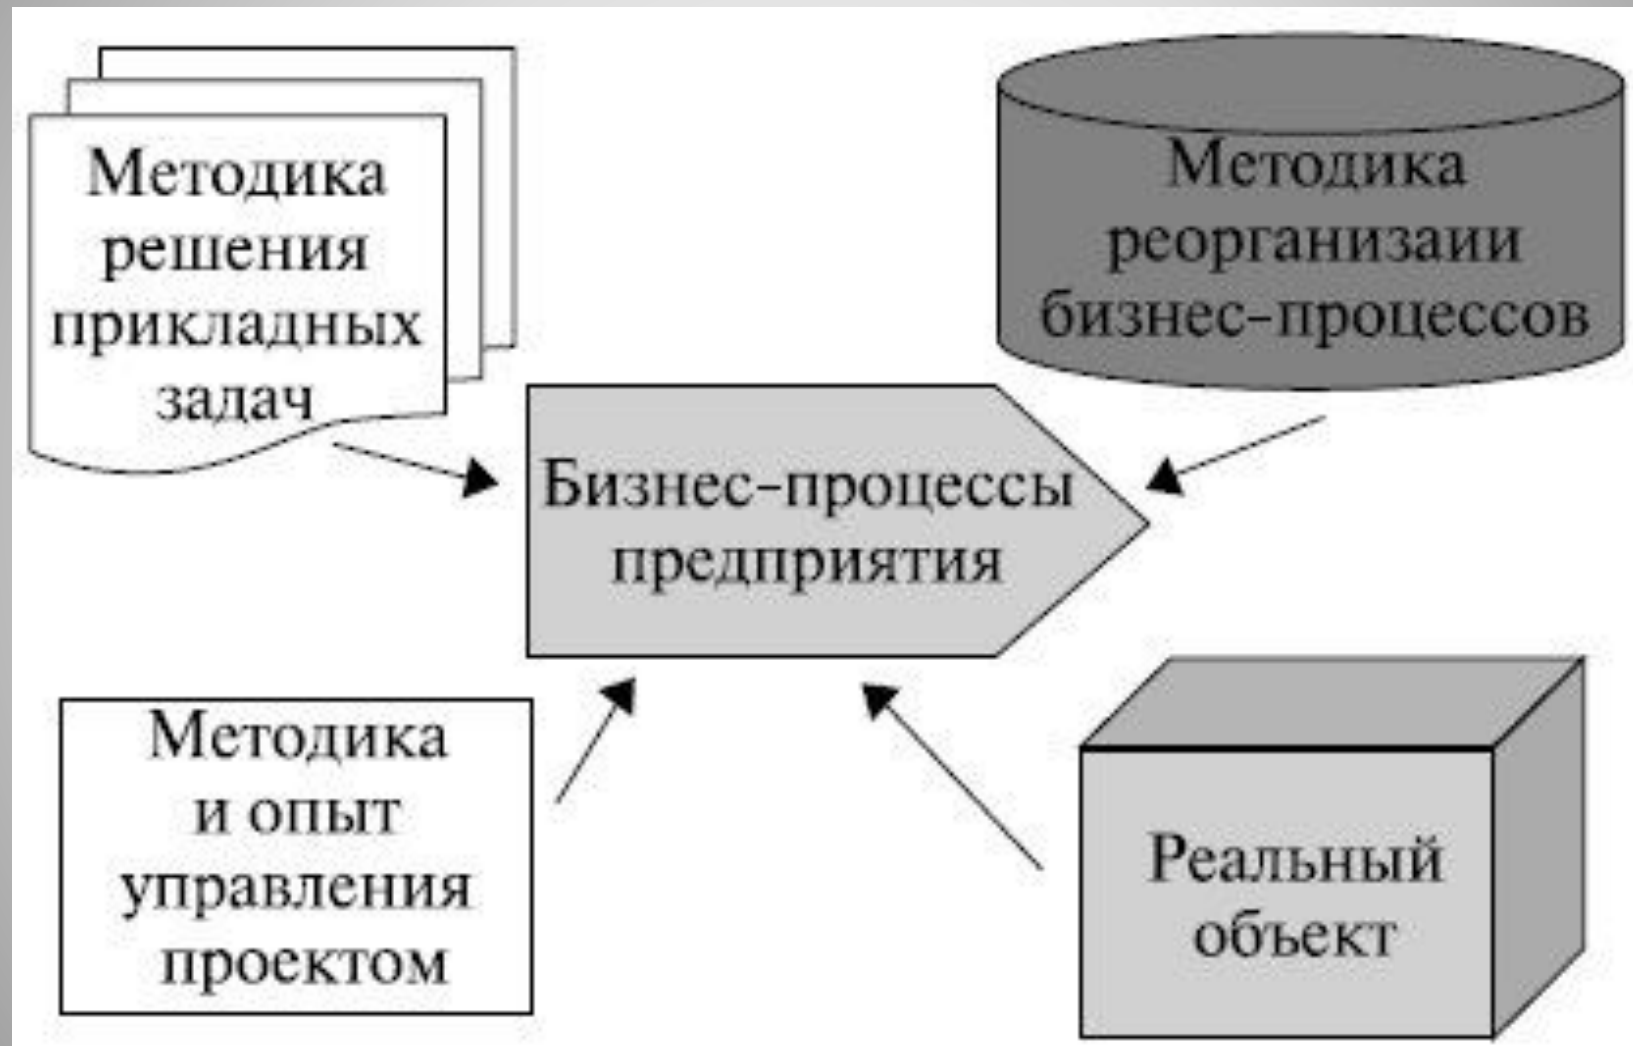 Методика
решения
прикладных
задач
Методика
реорганизаии
бизнес-процессов
Бизнес-процессы
предприятия
Методика
и опыт
управления
проектом
Реальный
объект